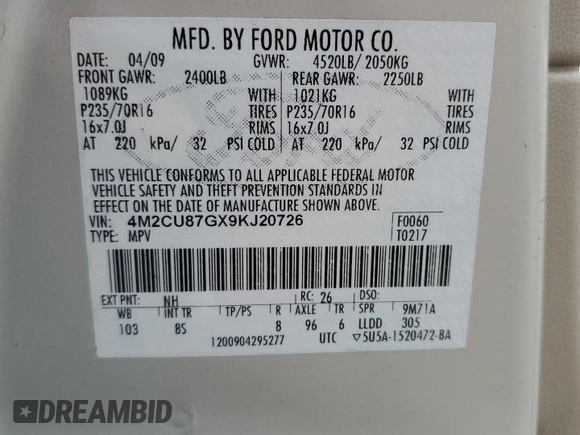 MFD. BY FORD MOTOR CO.
DATE: 04/09 GVWR: 4520LB/ 2050KG
FRONT GAWR: 2400LB REAR GAWR: 2250LB
1089KG WITH 1021KG WITH
P235/70R16 TIRES P235/70R16 TIRES
16x7.0J RIMS 16x7.0J RIMS
AT 220 kPa/ 32 PSI COLD AT 220 kPa/ 32 PSI COLD
THIS VEHICLE CONFORMS TO ALL APPLICABLE FEDERAL MOTOR
VEHICLE SAFETY AND THEFT PREVENTION STANDARDS IN
EFFECT ON THE DATE OF MANUFACTURE SHOWN ABOVE.
VIN: 4M2CU87GX9KJ20726 F0060
TYPE: MPV T0217
EXT PNT: NH RC: 26 DSO:
WB INT TR TP/PS R AXLE TR SPR 9M71A
103 8S 8 96 6 LLDD 305
1200904295277 UTC ▽5U5A-1520472-BA
DREAMBID